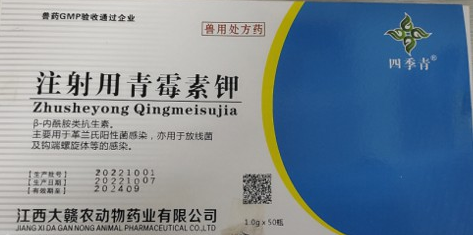 兽药GMP验收通过企业
兽用处方药
四季青®
注射用青霉素钾
Zhusheyong Qingmeisujia
β-内酰胺类抗生素。
主要用于革兰氏阳性菌感染，亦用于放线菌
及钩端螺旋体等的感染。
【生产批号】 20221001
【生产日期】 20221007
【有效期至】 202409
江西大赣农动物药业有限公司
JIANG XI DA GAN NONG ANIMAL PHARMACEUTICAL CO.,LTD
1.0g×50瓶